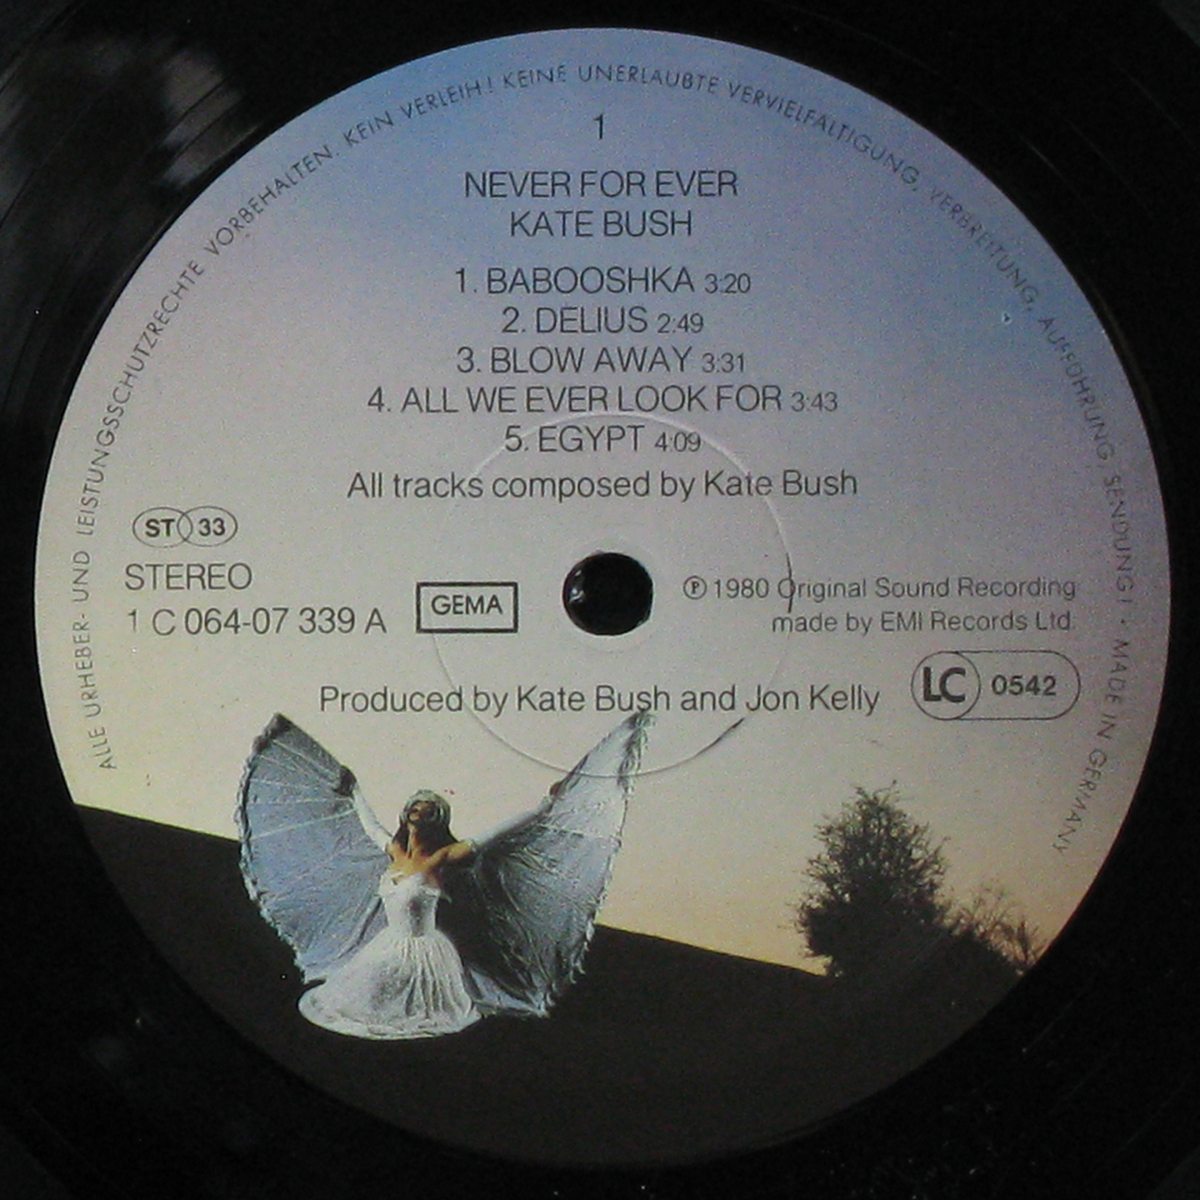 ALLE URHEBER- UND LEISTUNGSSCHUTZRECHTE VORBEHALTEN. KEIN VERLEIH! KEINE UNERLAUBTE VERVIELFÄLTIGUNG, VERBREITUNG, AUFFÜHRUNG, SENDUNG! · MADE IN GERMANY
1
NEVER FOR EVER
KATE BUSH
1. BABOOSHKA 3:20
2. DELIUS 2:49
3. BLOW AWAY 3:31
4. ALL WE EVER LOOK FOR 3:43
5. EGYPT 4:09
All tracks composed by Kate Bush
ST 33
STEREO
1 C 064-07 339 A
GEMA
℗ 1980 Original Sound Recording
made by EMI Records Ltd.
LC 0542
Produced by Kate Bush and Jon Kelly